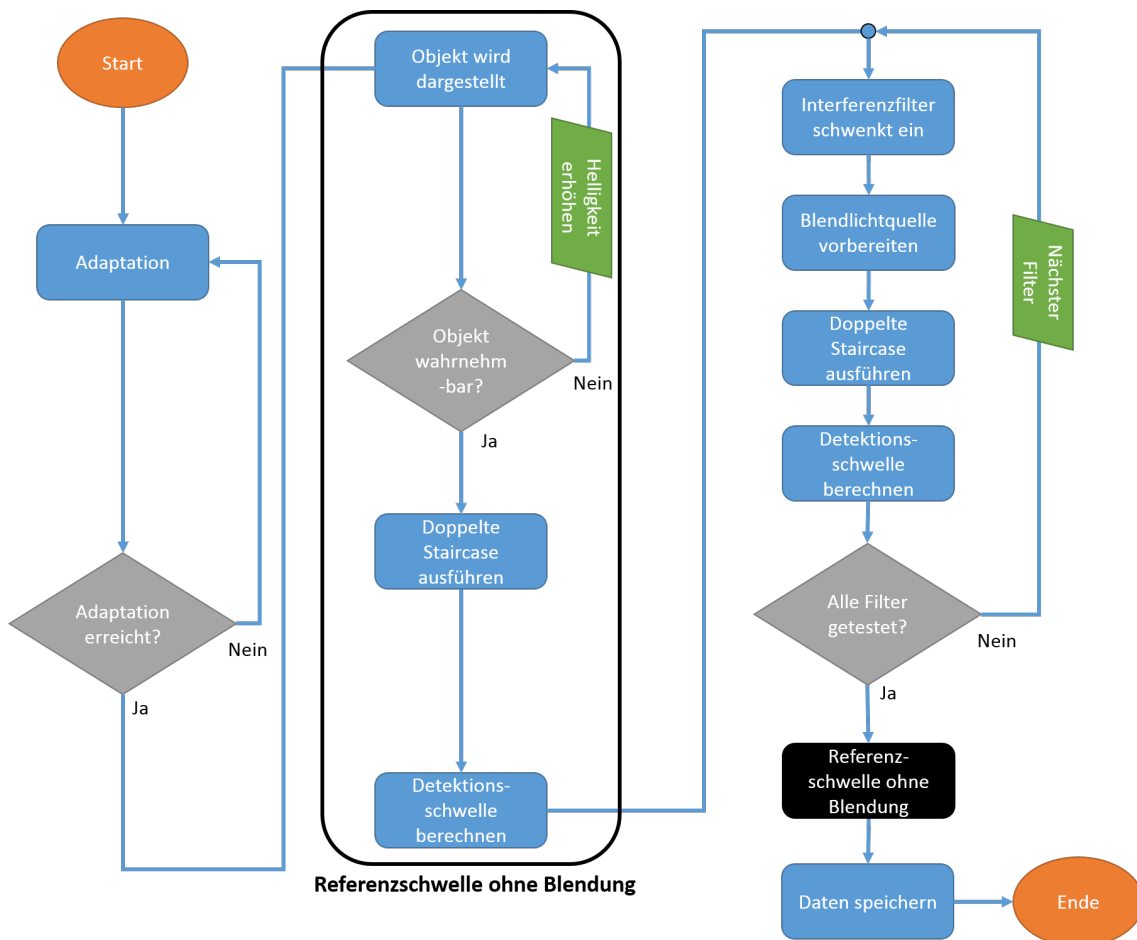 Start
Adaptation
Adaptation
erreicht?
Nein
Ja
Objekt wird
dargestellt
Helligkeit
erhöhen
Objekt
wahrnehm
-bar?
Nein
Ja
Doppelte
Staircase
ausführen
Detektions-
schwelle
berechnen
Referenzschwelle ohne Blendung
Interferenzfilter
schwenkt ein
Blendlichtquelle
vorbereiten
Doppelte
Staircase
ausführen
Detektions-
schwelle
berechnen
Nächster
Filter
Alle Filter
getestet?
Nein
Ja
Referenz-
schwelle ohne
Blendung
Daten speichern
Ende